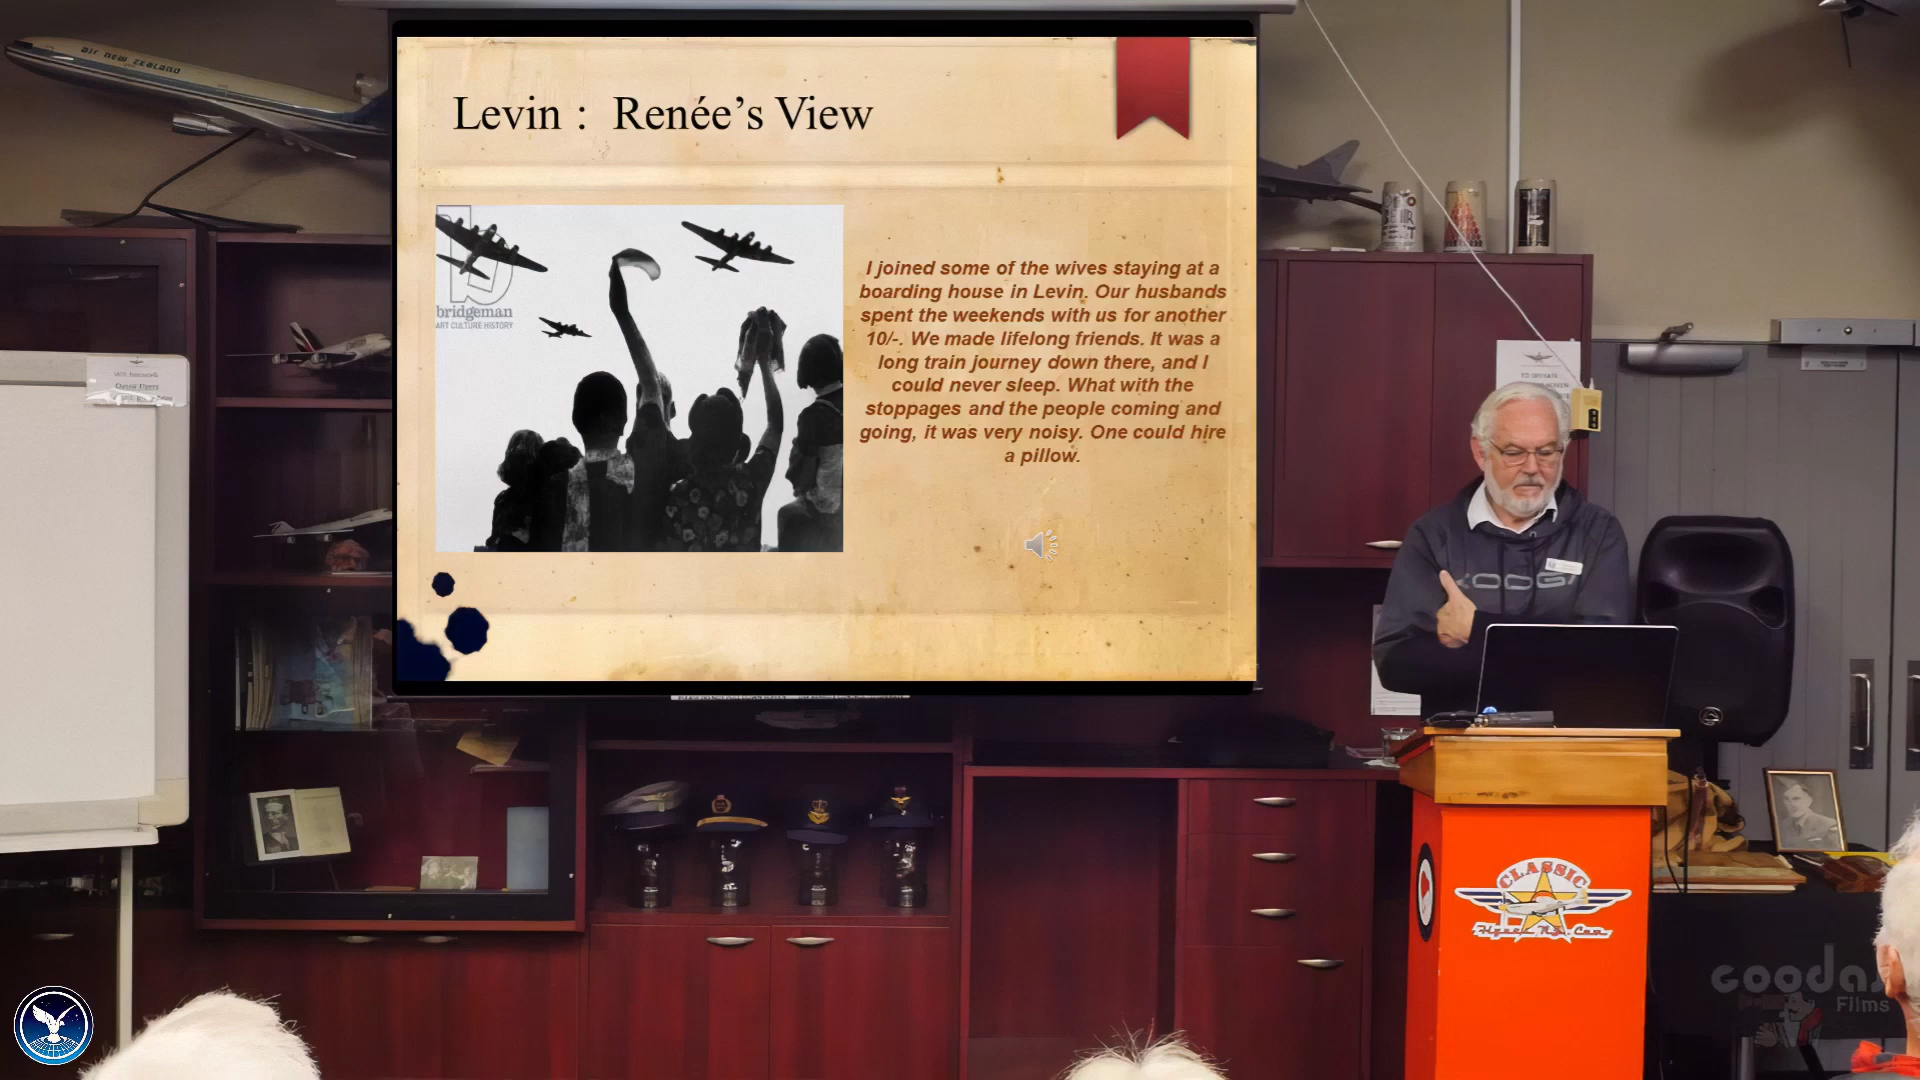 AIR NEW ZEALAND
Levin : Renée's View
bridgeman
ART CULTURE HISTORY
I joined some of the wives staying at a
boarding house in Levin. Our husbands
spent the weekends with us for another
10/-. We made lifelong friends. It was a
long train journey down there, and I
could never sleep. What with the
stoppages and the people coming and
going, it was very noisy. One could hire
a pillow.
CLASSIC
coodas
Films